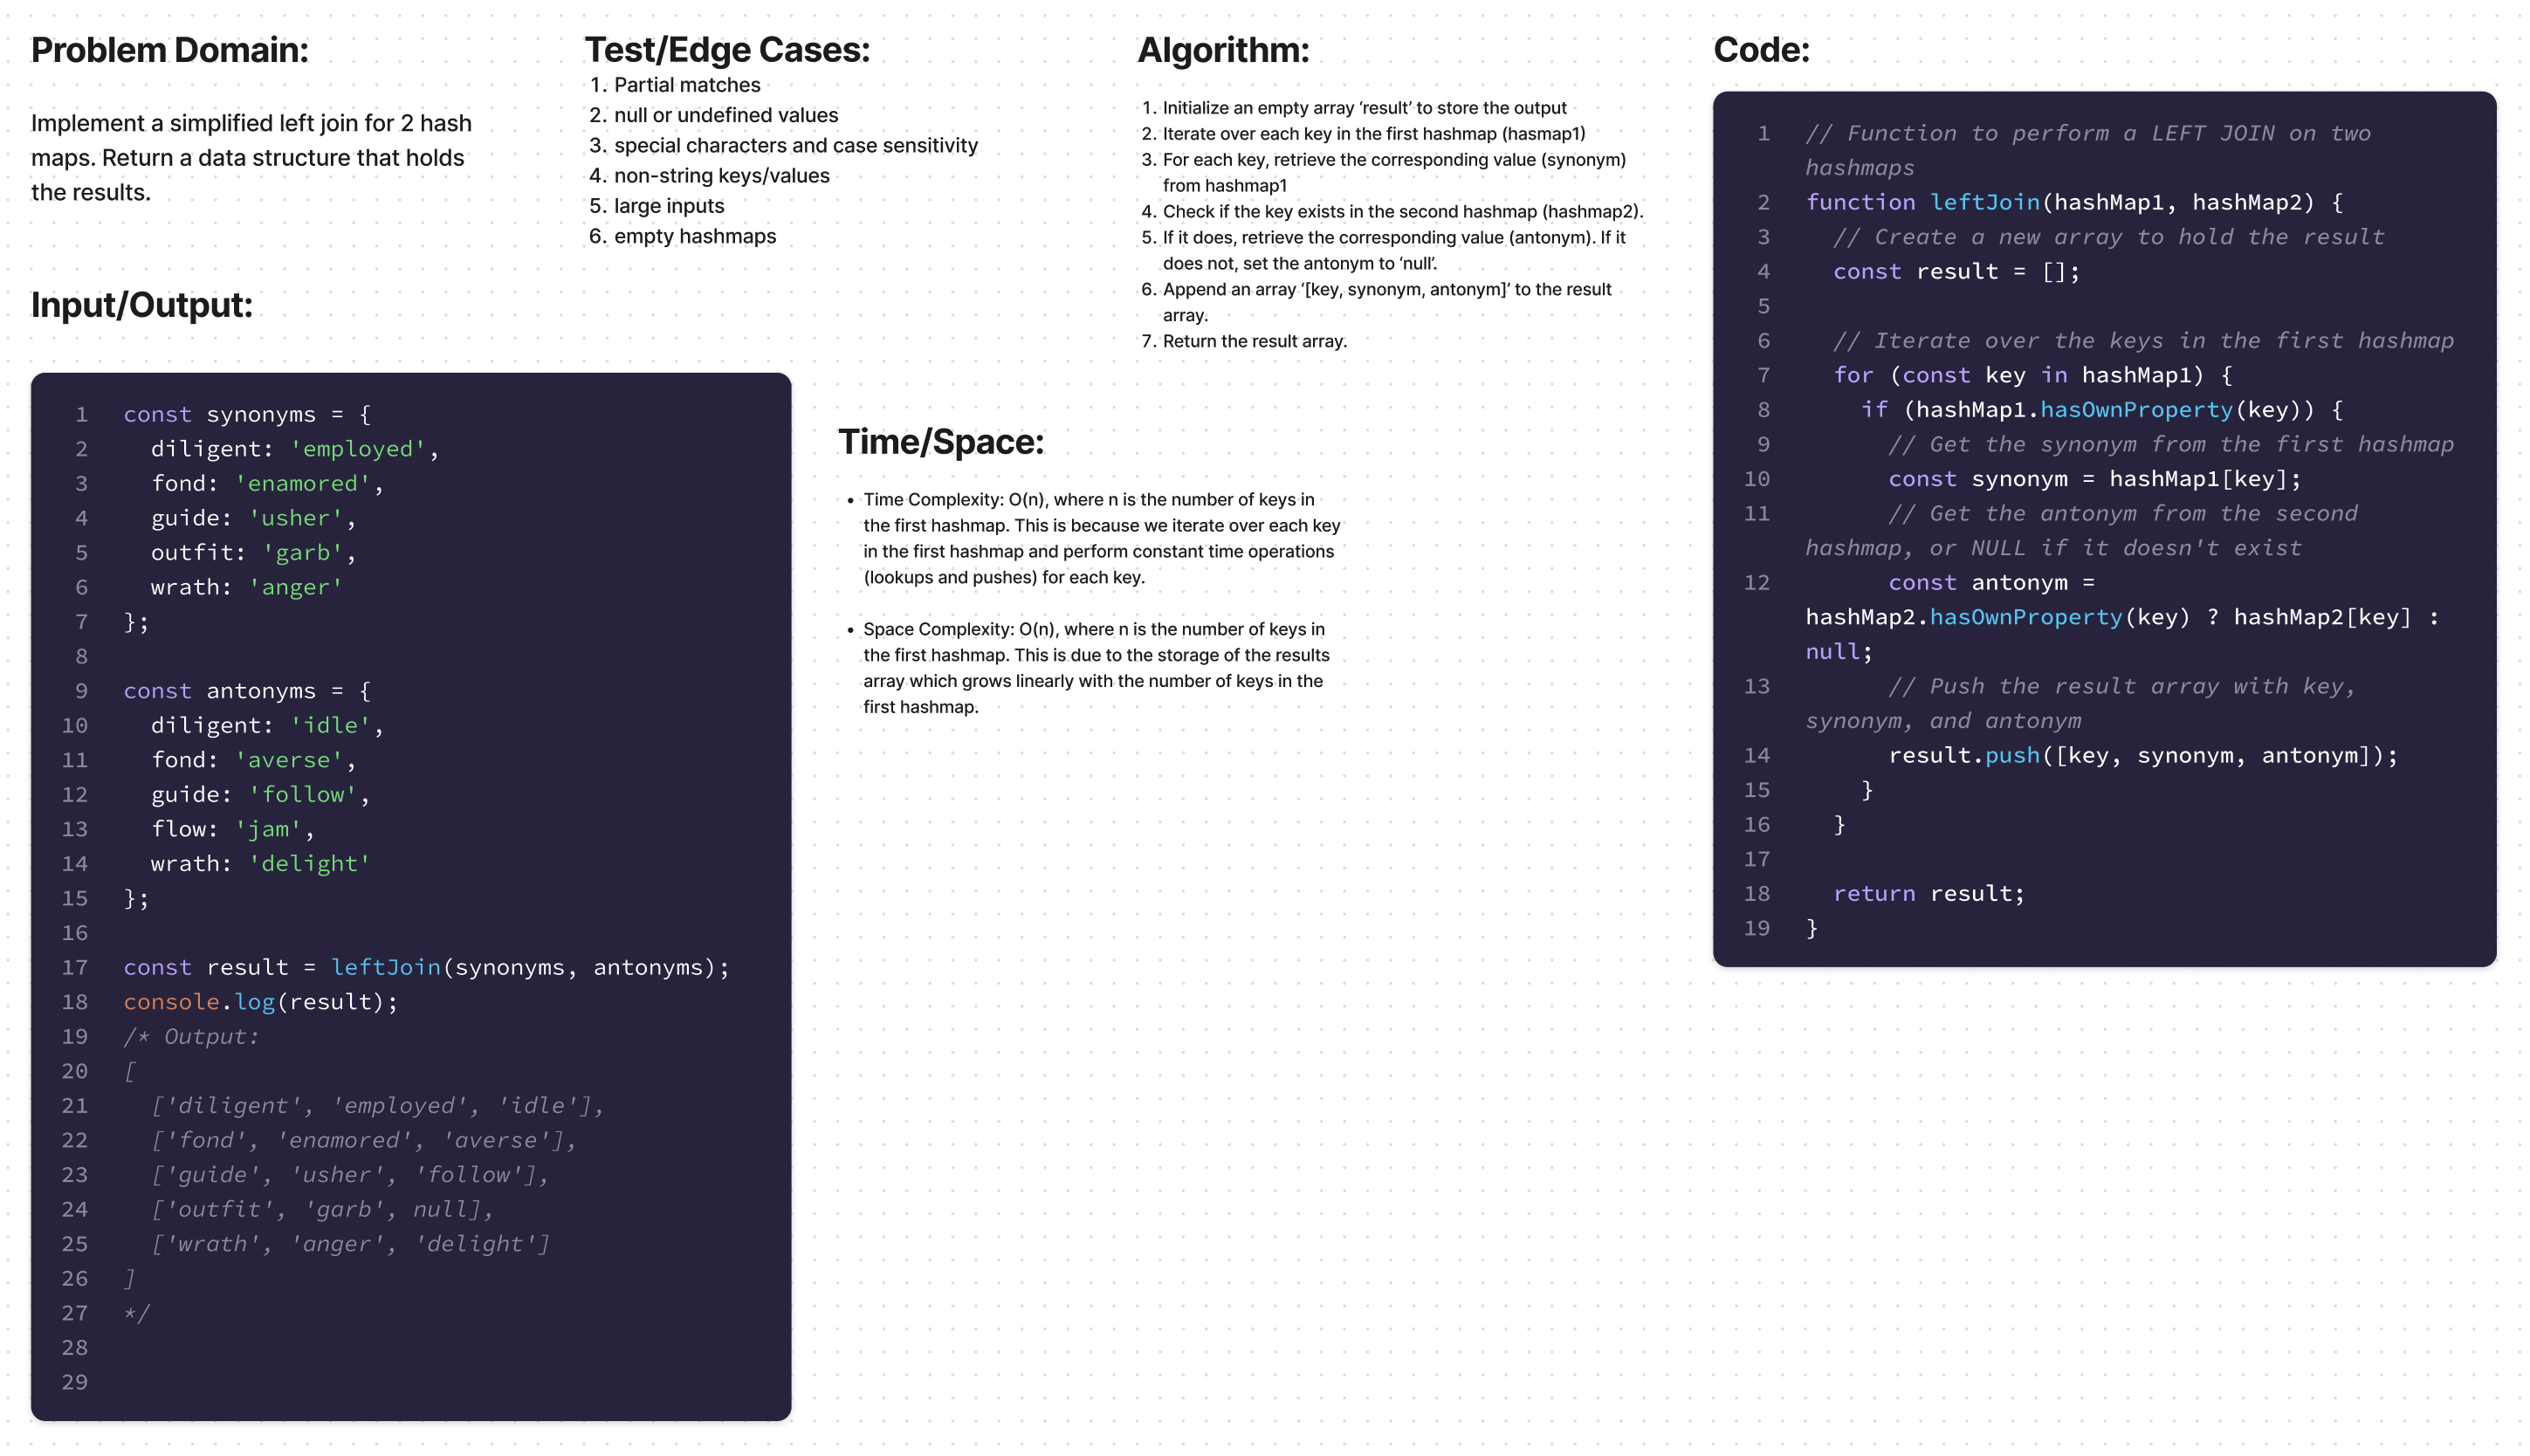 Problem Domain:
Implement a simplified left join for 2 hash
maps. Return a data structure that holds
the results.
Input/Output:
1 const synonyms = {
2   diligent: 'employed',
3   fond: 'enamored',
4   guide: 'usher',
5   outfit: 'garb',
6   wrath: 'anger'
7 };
8
9 const antonyms = {
10   diligent: 'idle',
11   fond: 'averse',
12   guide: 'follow',
13   flow: 'jam',
14   wrath: 'delight'
15 };
16
17 const result = leftJoin(synonyms, antonyms);
18 console.log(result);
19 /* Output:
20 [
21   ['diligent', 'employed', 'idle'],
22   ['fond', 'enamored', 'averse'],
23   ['guide', 'usher', 'follow'],
24   ['outfit', 'garb', null],
25   ['wrath', 'anger', 'delight']
26 ]
27 */
28
29
Test/Edge Cases:
1. Partial matches
2. null or undefined values
3. special characters and case sensitivity
4. non-string keys/values
5. large inputs
6. empty hashmaps
Time/Space:
• Time Complexity: O(n), where n is the number of keys in
the first hashmap. This is because we iterate over each key
in the first hashmap and perform constant time operations
(lookups and pushes) for each key.
• Space Complexity: O(n), where n is the number of keys in
the first hashmap. This is due to the storage of the results
array which grows linearly with the number of keys in the
first hashmap.
Algorithm:
1. Initialize an empty array ‘result’ to store the output
2. Iterate over each key in the first hashmap (hasmap1)
3. For each key, retrieve the corresponding value (synonym)
from hashmap1
4. Check if the key exists in the second hashmap (hashmap2).
5. If it does, retrieve the corresponding value (antonym). If it
does not, set the antonym to ‘null’.
6. Append an array ‘[key, synonym, antonym]’ to the result
array.
7. Return the result array.
Code:
1 // Function to perform a LEFT JOIN on two
hashmaps
2 function leftJoin(hashMap1, hashMap2) {
3   // Create a new array to hold the result
4   const result = [];
5
6   // Iterate over the keys in the first hashmap
7   for (const key in hashMap1) {
8     if (hashMap1.hasOwnProperty(key)) {
9       // Get the synonym from the first hashmap
10       const synonym = hashMap1[key];
11       // Get the antonym from the second
hashmap, or NULL if it doesn't exist
12       const antonym =
hashMap2.hasOwnProperty(key) ? hashMap2[key] :
null;
13       // Push the result array with key,
synonym, and antonym
14       result.push([key, synonym, antonym]);
15     }
16   }
17
18   return result;
19 }